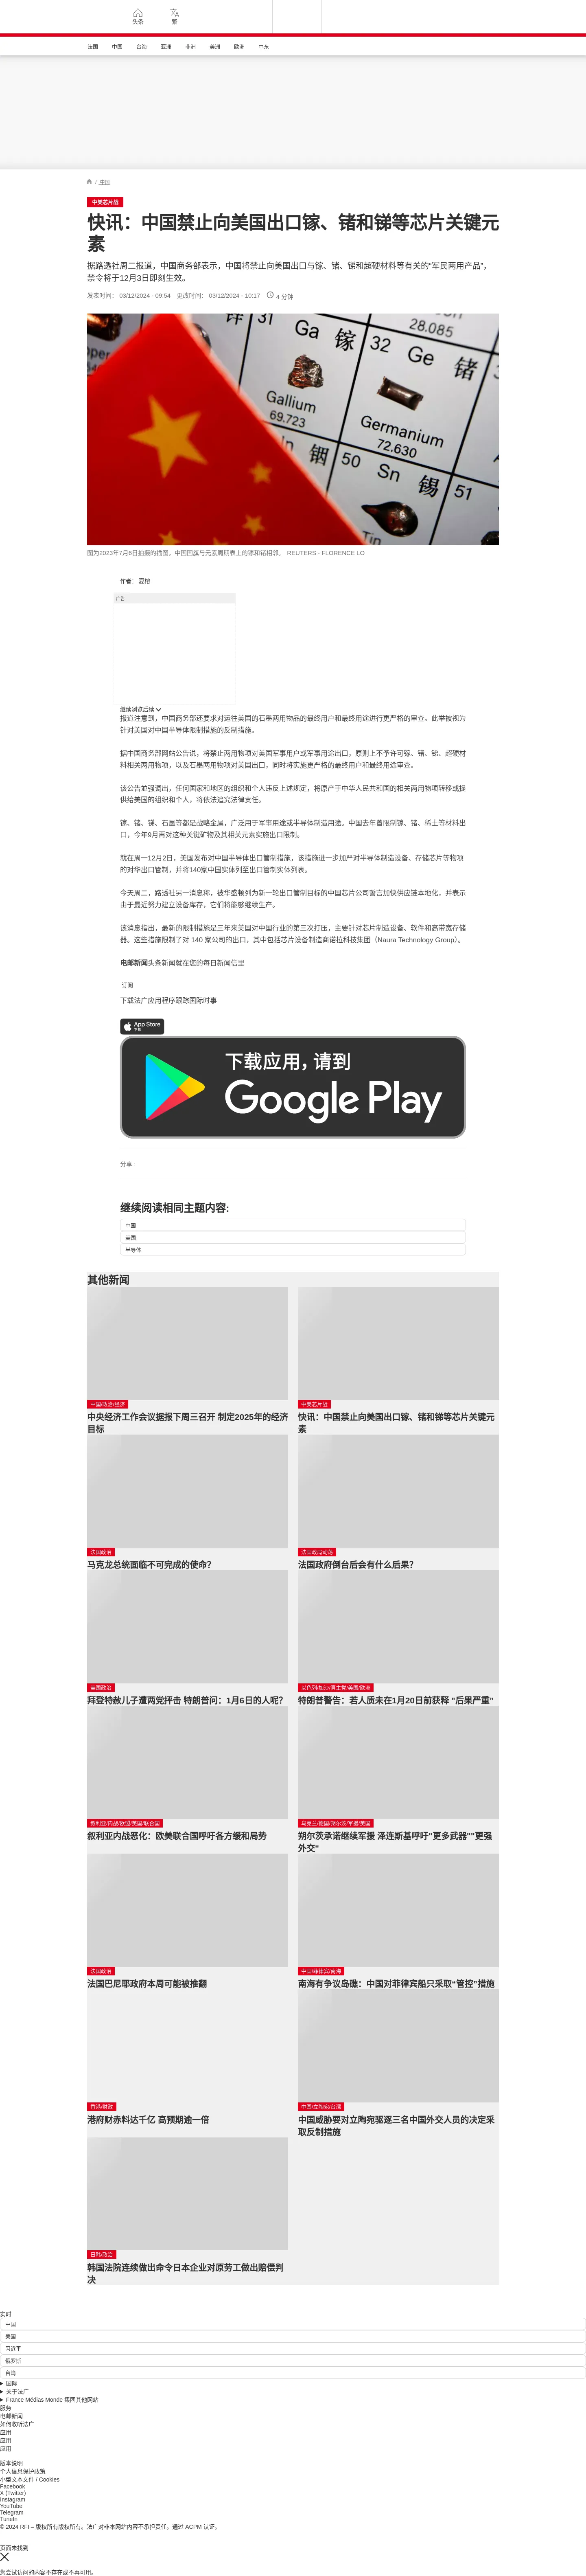 头条
繁
法国
中国
台海
亚洲
非洲
美洲
欧洲
中东
/ 中国
中美芯片战
快讯：中国禁止向美国出口镓、锗和锑等芯片关键元
素
据路透社周二报道，中国商务部表示，中国将禁止向美国出口与镓、锗、锑和超硬材料等有关的“军民两用产品”，
禁令将于12月3日即刻生效。
发表时间： 03/12/2024 - 09:54 更改时间： 03/12/2024 - 10:17 4 分钟
28.085
Ga
镓
32
Ge
锗
31
Gallium
69.723
Germanium
72.630
In
铟
50
Sn
锡
图为2023年7月6日拍摄的插图，中国国旗与元素周期表上的镓和锗相邻。 REUTERS - FLORENCE LO
作者： 夏榕
广告
继续浏览后续
报道注意到，中国商务部还要求对运往美国的石墨两用物品的最终用户和最终用途进行更严格的审查。此举被视为
针对美国对中国半导体限制措施的反制措施。
据中国商务部网站公告说，将禁止两用物项对美国军事用户或军事用途出口，原则上不予许可镓、锗、锑、超硬材
料相关两用物项，以及石墨两用物项对美国出口，同时将实施更严格的最终用户和最终用途审查。
该公告並强调出，任何国家和地区的组织和个人违反上述规定，将原产于中华人民共和国的相关两用物项转移或提
供给美国的组织和个人，将依法追究法律责任。
镓、锗、锑、石墨等都是战略金属，广泛用于军事用途或半导体制造用途。中国去年曾限制镓、锗、稀土等材料出
口，今年9月再对这种关键矿物及其相关元素实施出口限制。
就在周一12月2日，美国发布对中国半导体出口管制措施，该措施进一步加严对半导体制造设备、存储芯片等物项
的对华出口管制，并将140家中国实体列至出口管制实体列表。
今天周二，路透社另一消息称，被华盛顿列为新一轮出口管制目标的中国芯片公司誓言加快供应链本地化，并表示
由于最近努力建立设备库存，它们将能够继续生产。
该消息指出，最新的限制措施是三年来美国对中国行业的第三次打压，主要针对芯片制造设备、软件和高带宽存储
器。这些措施限制了对 140 家公司的出口，其中包括芯片设备制造商诺拉科技集团（Naura Technology Group）。
电邮新闻头条新闻就在您的每日新闻信里
订阅
下载法广应用程序跟踪国际时事
App Store
下载
下载应用，请到
Google Play
分享 :
继续阅读相同主题内容:
中国
美国
半导体
其他新闻
中国/政治/经济
中央经济工作会议据报下周三召开 制定2025年的经济
目标
中美芯片战
快讯：中国禁止向美国出口镓、锗和锑等芯片关键元
素
法国政治
马克龙总统面临不可完成的使命？
法国政局动荡
法国政府倒台后会有什么后果？
美国政治
拜登特赦儿子遭两党抨击 特朗普问：1月6日的人呢？
以色列/加沙/真主党/美国/欧洲
特朗普警告：若人质未在1月20日前获释 "后果严重"
叙利亚/内战/欧盟/美国/联合国
叙利亚内战恶化：欧美联合国呼吁各方缓和局势
乌克兰/德国/朔尔茨/军援/美国
朔尔茨承诺继续军援 泽连斯基呼吁"更多武器""更强
外交"
法国政治
法国巴尼耶政府本周可能被推翻
中国/菲律宾/南海
南海有争议岛礁：中国对菲律宾船只采取“管控”措施
香港/财政
港府财赤料达千亿 高预期逾一倍
中国/立陶宛/台湾
中国威胁要对立陶宛驱逐三名中国外交人员的决定采
取反制措施
日韩/政治
韩国法院连续做出命令日本企业对原劳工做出赔偿判
决
实时
中国
美国
习近平
俄罗斯
台湾
国际
关于法广
France Médias Monde 集团其他网站
服务
电邮新闻
如何收听法广
应用
应用
应用
版本说明
个人信息保护政策
小型文本文件 / Cookies
Facebook
X (Twitter)
Instagram
YouTube
Telegram
TuneIn
© 2024 RFI – 版权所有版权所有。法广对非本网站内容不承担责任。通过 ACPM 认证。
页面未找到
您尝试访问的内容不存在或不再可用。